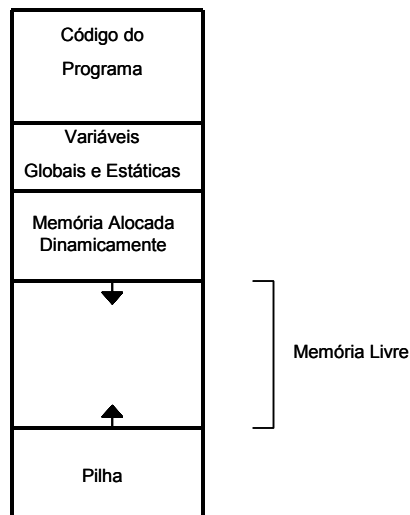 Código do
Programa
Variáveis
Globais e Estáticas
Memória Alocada
Dinamicamente
Memória Livre
Pilha